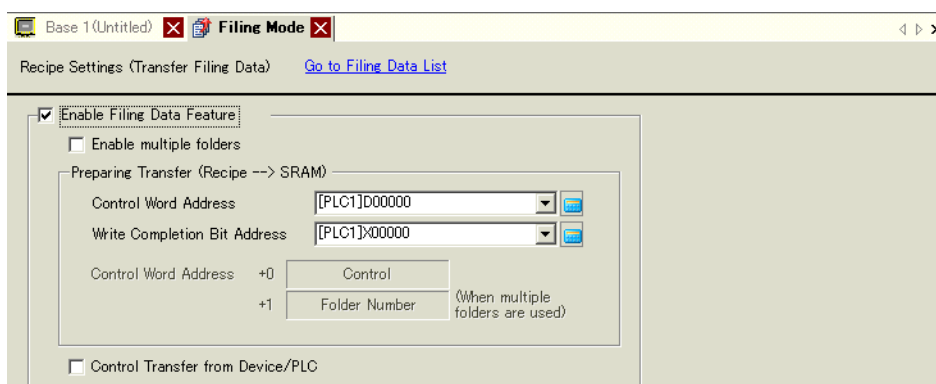 Base 1(Untitled) Filing Mode
Recipe Settings (Transfer Filing Data) Go to Filing Data List
Enable Filing Data Feature
Enable multiple folders
Preparing Transfer (Recipe --> SRAM)
Control Word Address [PLC1]D00000
Write Completion Bit Address [PLC1]X00000
Control Word Address +0 Control
+1 Folder Number (When multiple
folders are used)
Control Transfer from Device/PLC